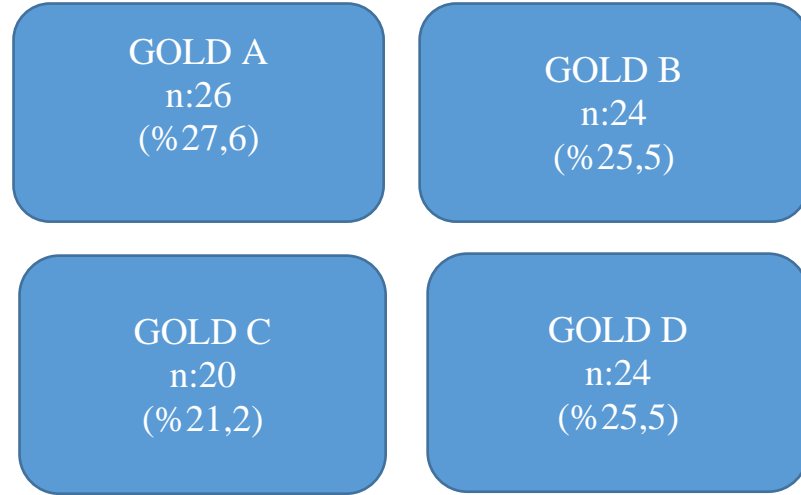 GOLD A
n:26
(%27,6)
GOLD B
n:24
(%25,5)
GOLD C
n:20
(%21,2)
GOLD D
n:24
(%25,5)